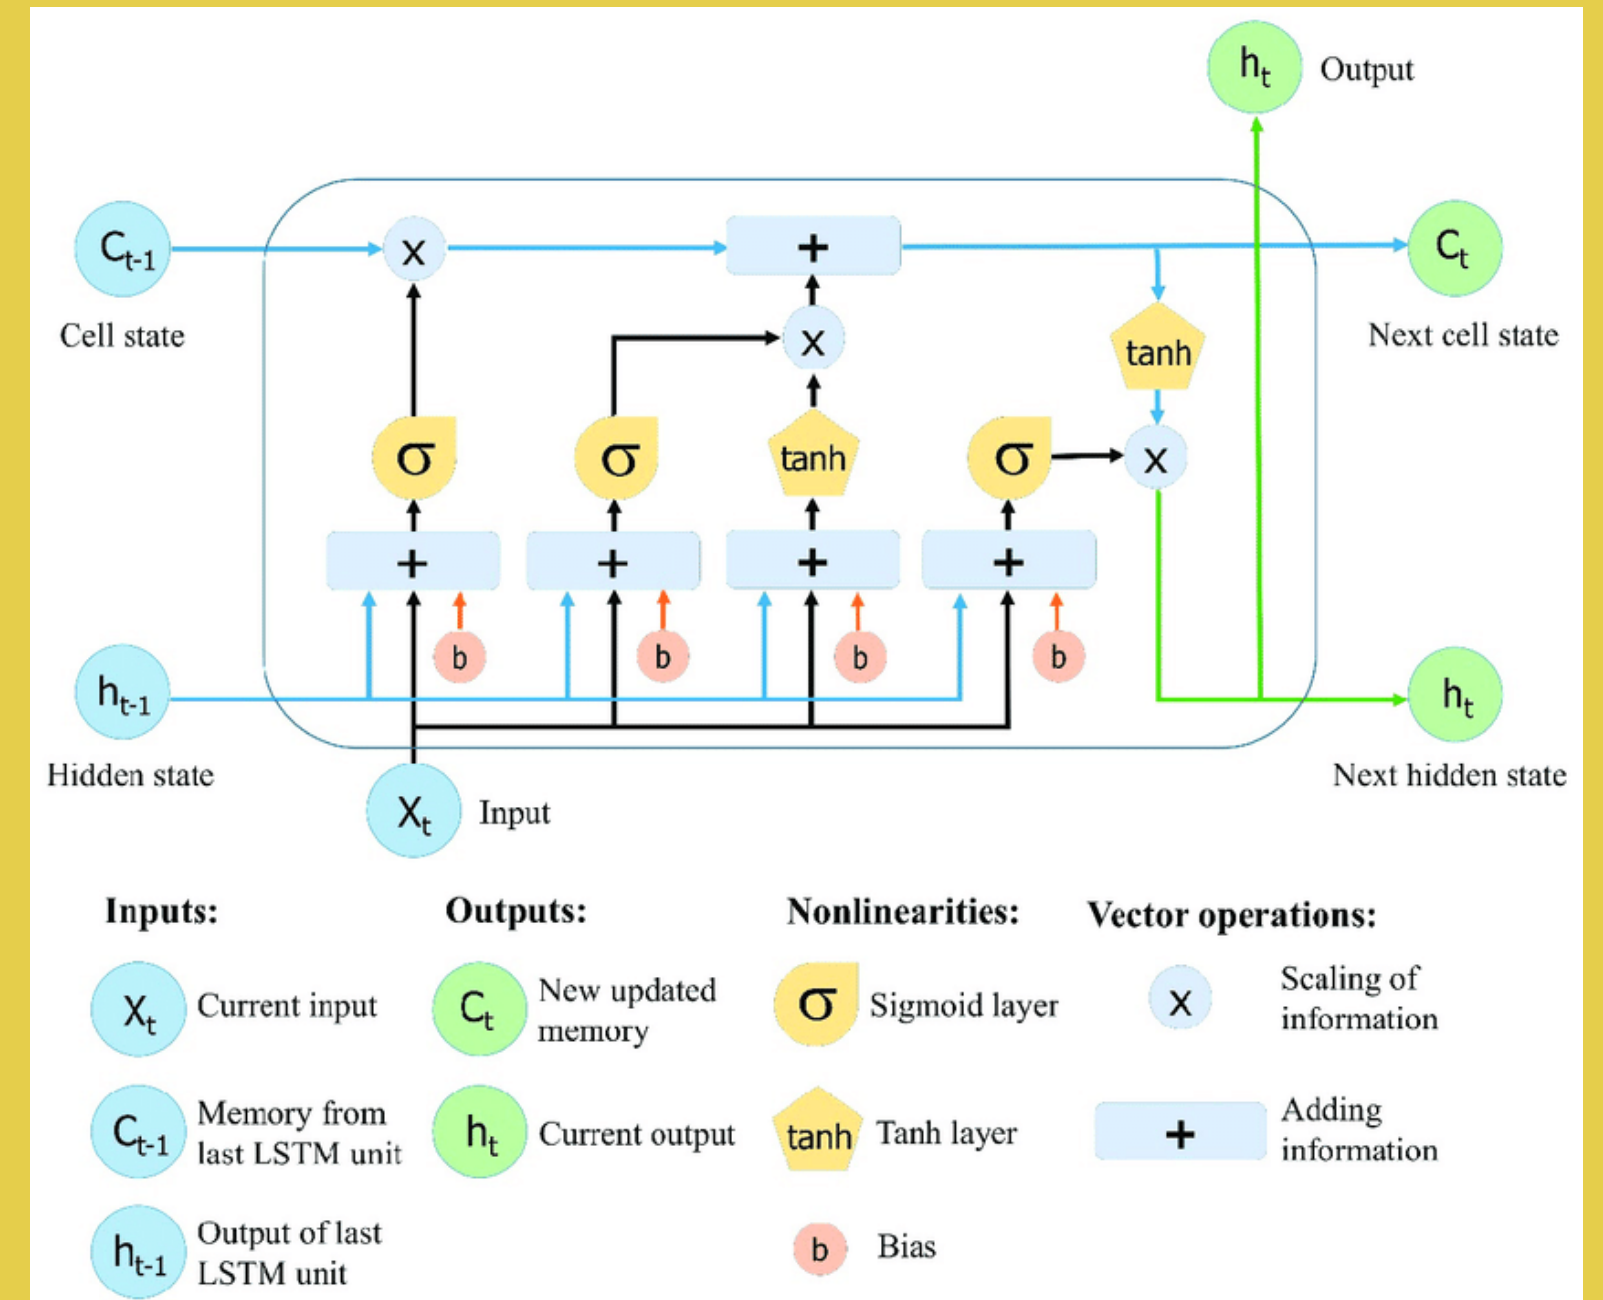 hₜ Output
Cₜ₋₁ x + Cₜ
Cell state x tanh Next cell state
σ σ tanh σ x
+ + + +
b b b b
hₜ₋₁ hₜ
Hidden state Next hidden state
Xₜ Input
Inputs: Outputs: Nonlinearities: Vector operations:
Xₜ Current input
Cₜ₋₁ Memory from
last LSTM unit
hₜ₋₁ Output of last
LSTM unit
Cₜ New updated
memory
hₜ Current output
σ Sigmoid layer
tanh Tanh layer
b Bias
x Scaling of
information
+ Adding
information